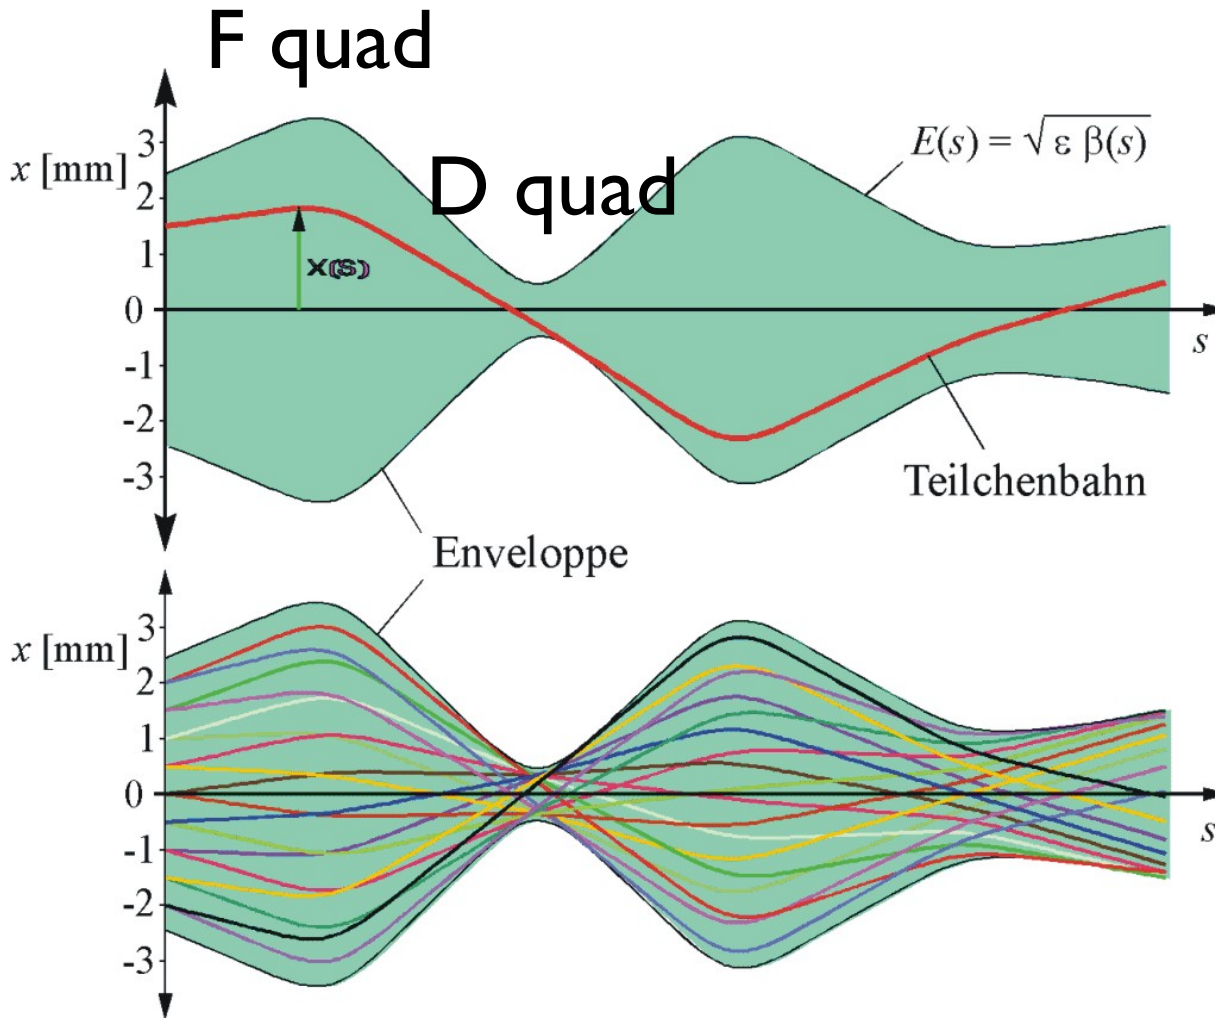 F quad
x [mm]
3
2
1
0
-1
-2
-3
D quad
E(s) = √ε β(s)
x(s)
s
Teilchenbahn
Enveloppe
x [mm]
3
2
1
0
-1
-2
-3
s